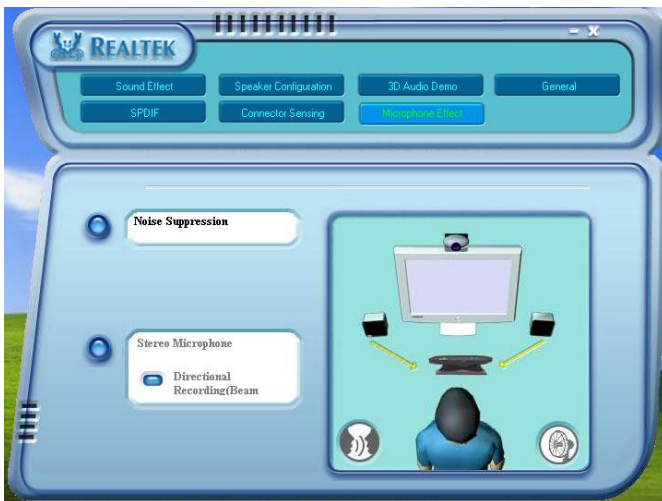 REALTEK
– X
Sound Effect
Speaker Configuration
3D Audio Demo
General
SPDIF
Connector Sensing
Microphone Effect
Noise Suppression
Stereo Microphone
Directional
Recording(Beam